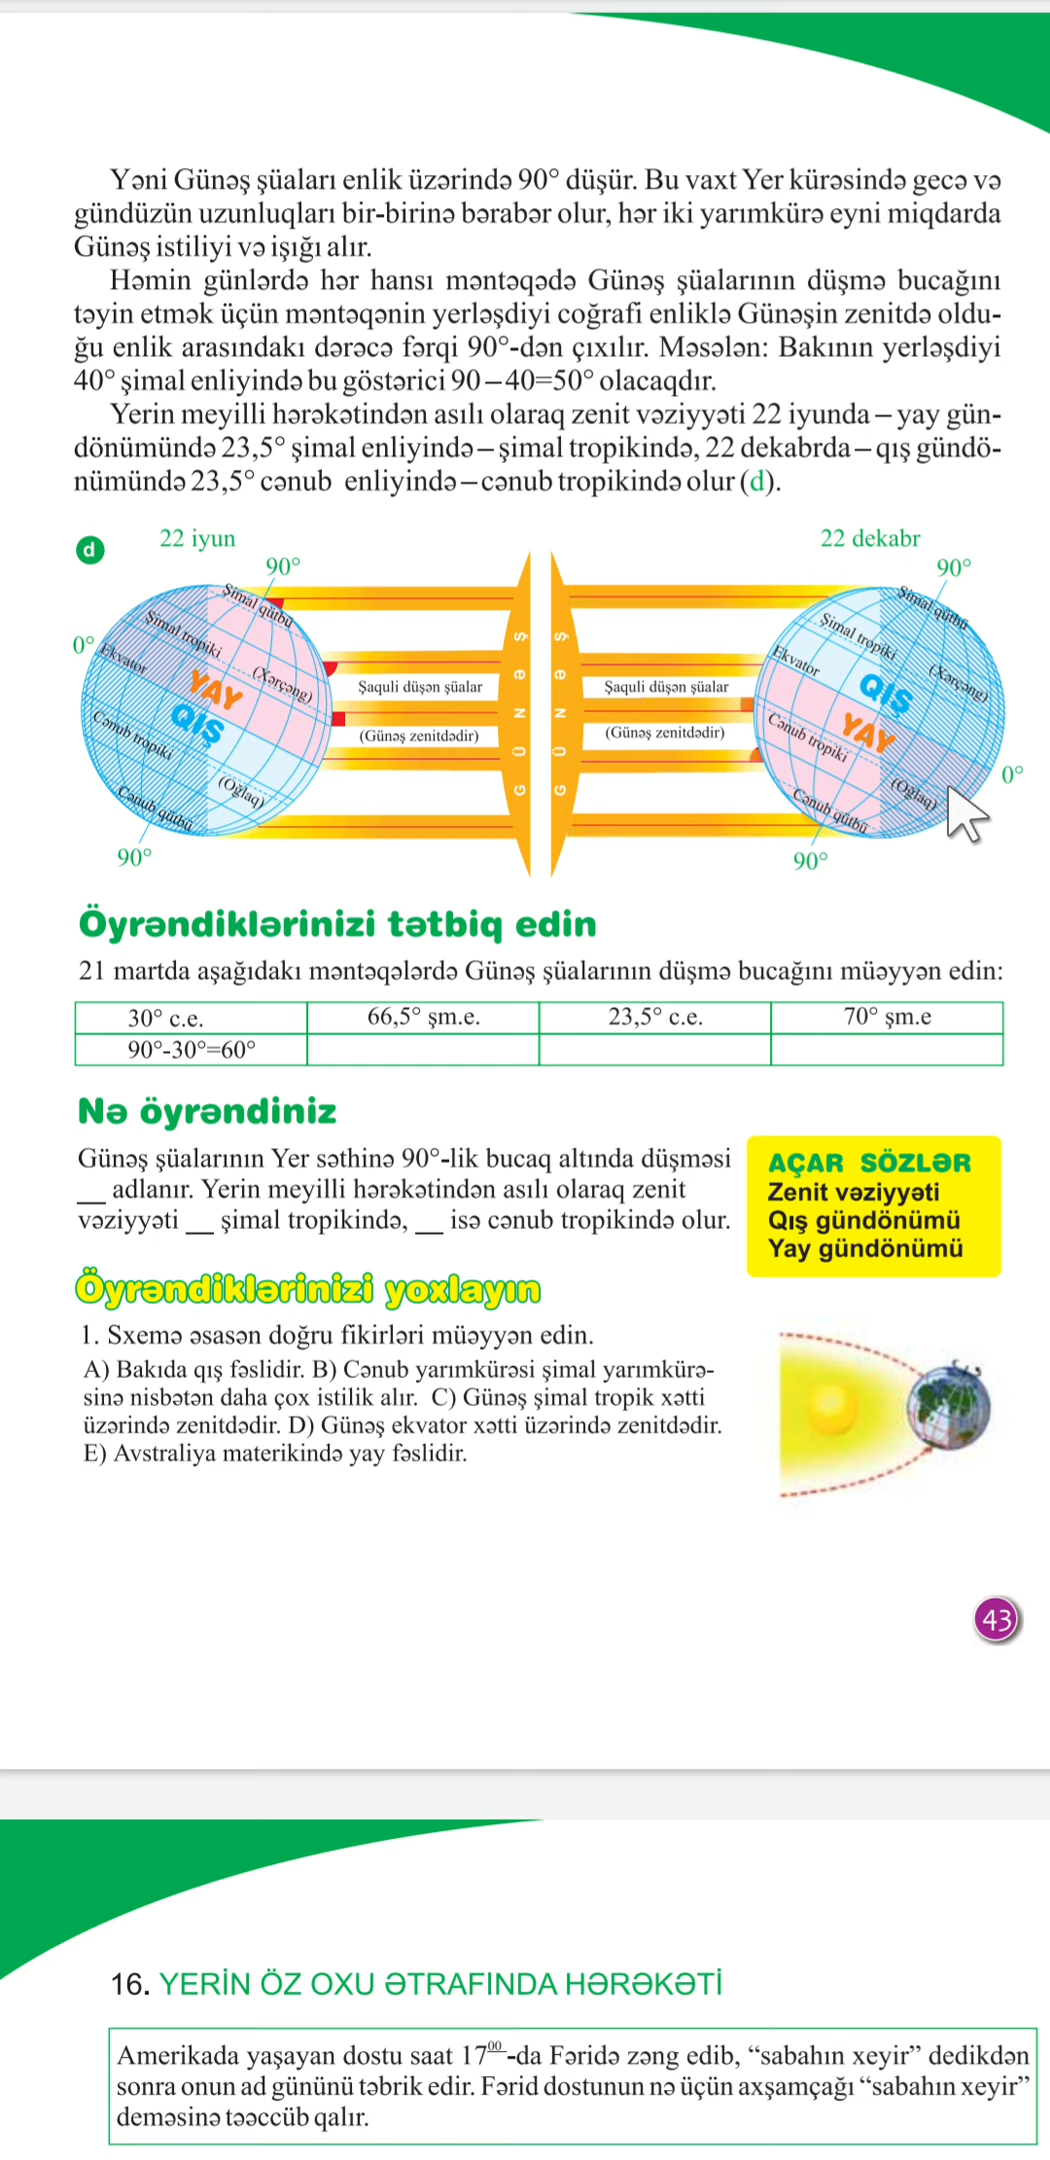 Yəni Günəş şüaları enlik üzərində 90° düşür. Bu vaxt Yer kürəsində gecə və
gündüzün uzunluqları bir-birinə bərabər olur, hər iki yarımkürə eyni miqdarda
Günəş istiliyi və işığı alır.
Həmin günlərdə hər hansı məntəqədə Günəş şüalarının düşmə bucağını
təyin etmək üçün məntəqənin yerləşdiyi coğrafi enliklə Günəşin zenitdə oldu-
ğu enlik arasındakı dərəcə fərqi 90°-dən çıxılır. Məsələn: Bakının yerləşdiyi
40° şimal enliyində bu göstərici 90–40=50° olacaqdır.
Yerin meyilli hərəkətindən asılı olaraq zenit vəziyyəti 22 iyunda – yay gün-
dönümündə 23,5° şimal enliyində – şimal tropikində, 22 dekabrda – qış gündö-
nümündə 23,5° cənub enliyində – cənub tropikində olur (d).
d
22 iyun
90°
Şimal qütbü
Şimal tropiki
(Xərçəng)
0°
Ekvator
YAY
QIŞ
Cənub tropiki
(Oğlaq)
Cənub qütbü
90°
Şaquli düşən şüalar
(Günəş zenitdədir)
GÜNƏŞ
GÜNƏŞ
Şaquli düşən şüalar
(Günəş zenitdədir)
22 dekabr
90°
Şimal qütbü
Şimal tropiki
(Xərçəng)
Ekvator
QIŞ
YAY
Cənub tropiki
(Oğlaq)
0°
Cənub qütbü
90°
Öyrəndiklərinizi tətbiq edin
21 martda aşağıdakı məntəqələrdə Günəş şüalarının düşmə bucağını müəyyən edin:
30° c.e. 66,5° şm.e. 23,5° c.e. 70° şm.e
90°-30°=60°
Nə öyrəndiniz
Günəş şüalarının Yer səthinə 90°-lik bucaq altında düşməsi
__ adlanır. Yerin meyilli hərəkətindən asılı olaraq zenit
vəziyyəti __ şimal tropikində, __ isə cənub tropikində olur.
AÇAR SÖZLƏR
Zenit vəziyyəti
Qış gündönümü
Yay gündönümü
Öyrəndiklərinizi yoxlayın
1. Sxemə əsasən doğru fikirləri müəyyən edin.
A) Bakıda qış fəslidir. B) Cənub yarımkürəsi şimal yarımkürə-
sinə nisbətən daha çox istilik alır. C) Günəş şimal tropik xətti
üzərində zenitdədir. D) Günəş ekvator xətti üzərində zenitdədir.
E) Avstraliya materikində yay fəslidir.
43
16. YERİN ÖZ OXU ƏTRAFINDA HƏRƏKƏTİ
Amerikada yaşayan dostu saat 17⁰⁰-da Fəridə zəng edib, “sabahın xeyir” dedikdən
sonra onun ad gününü təbrik edir. Fərid dostunun nə üçün axşamçağı “sabahın xeyir”
deməsinə təəccüb qalır.